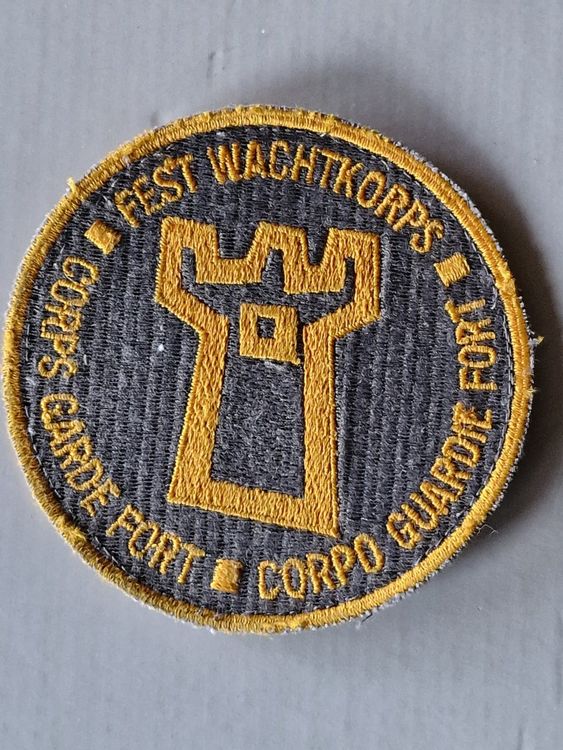 FEST WACHTKORPS
CORPO GUARDIE FORT
CORPS GARDE FORT